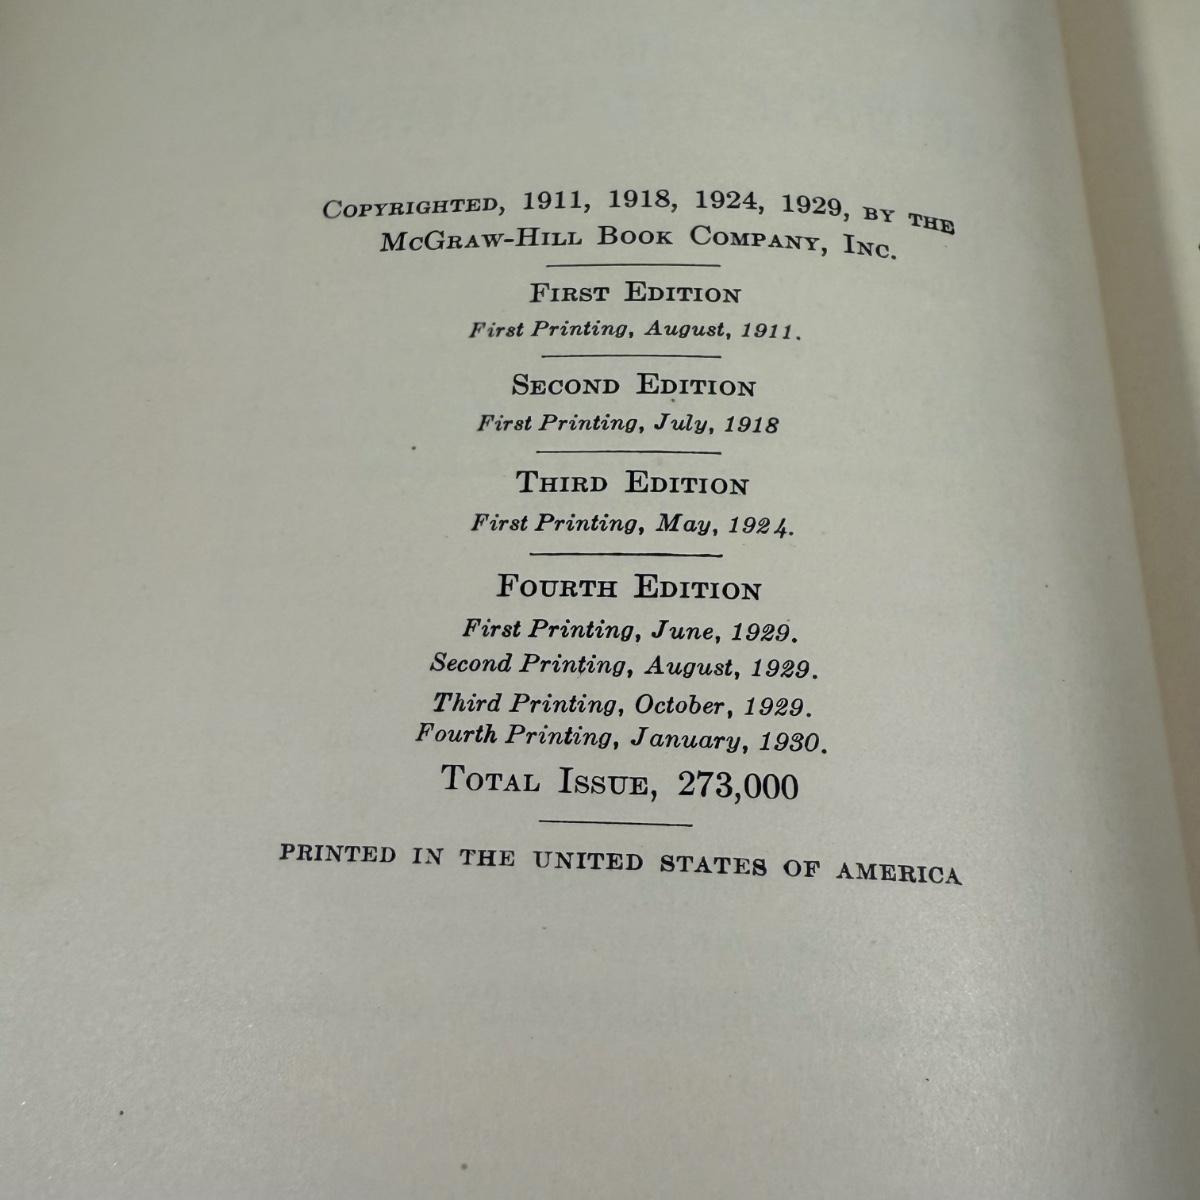 COPYRIGHTED, 1911, 1918, 1924, 1929, BY THE
MCGRAW-HILL BOOK COMPANY, INC.
FIRST EDITION
First Printing, August, 1911.
SECOND EDITION
First Printing, July, 1918
THIRD EDITION
First Printing, May, 1924.
FOURTH EDITION
First Printing, June, 1929.
Second Printing, August, 1929.
Third Printing, October, 1929.
Fourth Printing, January, 1930.
TOTAL ISSUE, 273,000
PRINTED IN THE UNITED STATES OF AMERICA